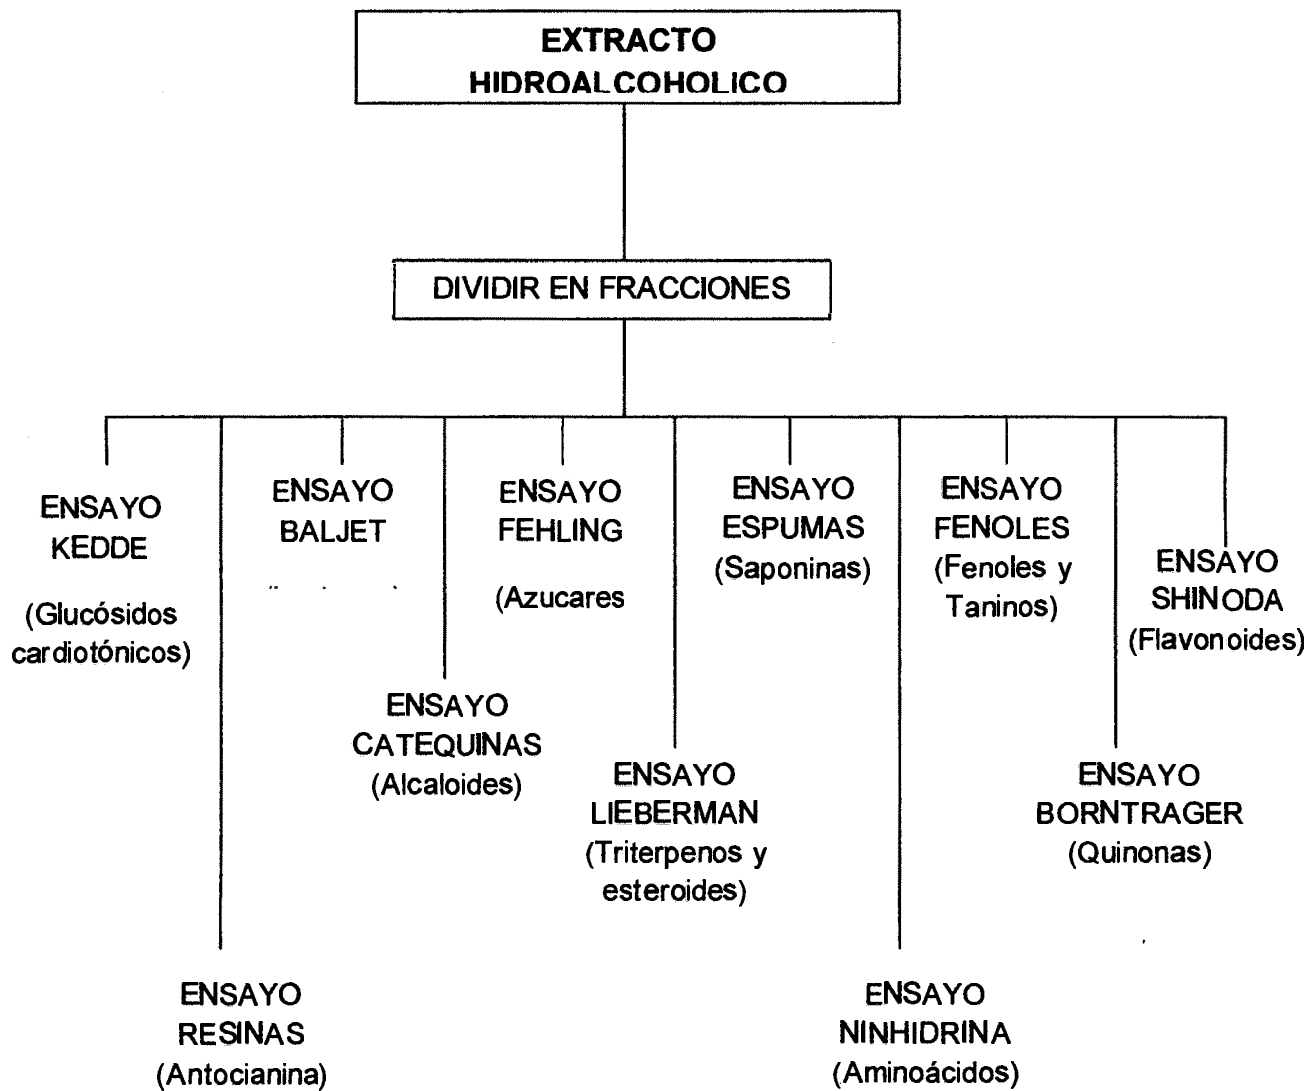 EXTRACTO
HIDROALCOHOLICO
DIVIDIR EN FRACCIONES
ENSAYO
KEDDE
(Glucósidos
cardiotónicos)
ENSAYO
RESINAS
(Antocianina)
ENSAYO
BALJET
ENSAYO
CATEQUINAS
(Alcaloides)
ENSAYO
FEHLING
(Azucares
ENSAYO
LIEBERMAN
(Triterpenos y
esteroides)
ENSAYO
ESPUMAS
(Saponinas)
ENSAYO
NINHIDRINA
(Aminoácidos)
ENSAYO
FENOLES
(Fenoles y
Taninos)
ENSAYO
BORNTRAGER
(Quinonas)
ENSAYO
SHINODA
(Flavonoides)